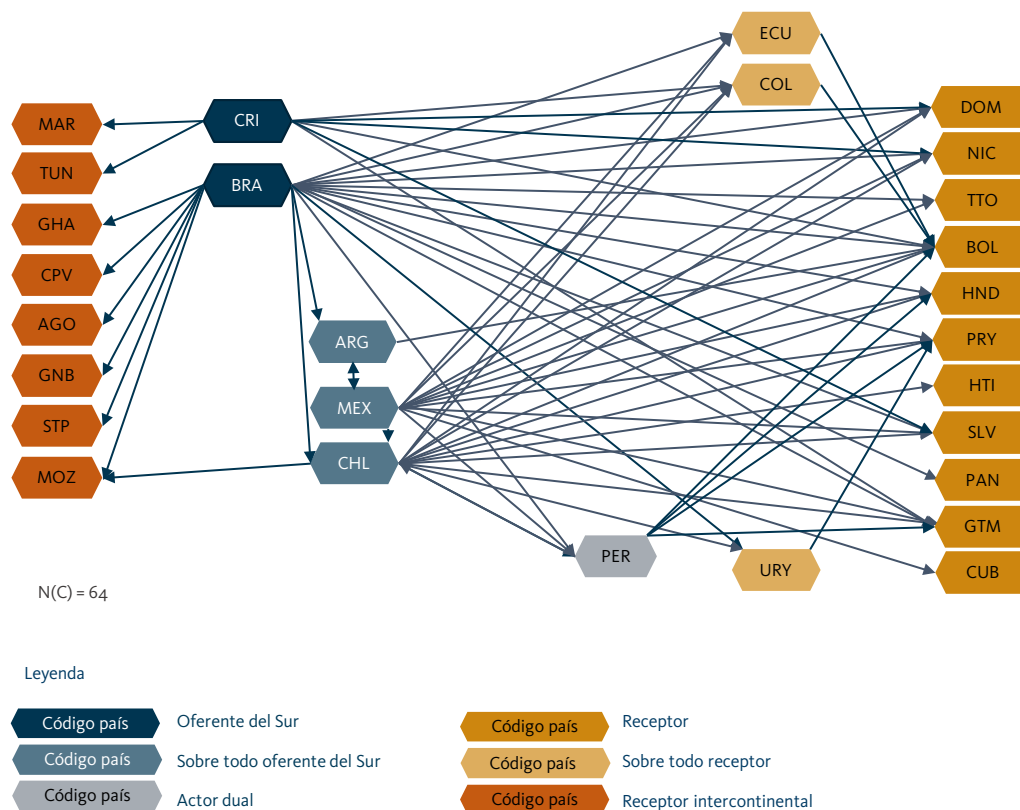 ECU
COL
MAR
CRI
DOM
TUN
NIC
BRA
TTO
GHA
BOL
CPV
HND
AGO
ARG
PRY
GNB
MEX
HTI
STP
SLV
MOZ
CHL
PAN
GTM
PER
URY
CUB
N(C) = 64
Leyenda
Código país Oferente del Sur
Código país Receptor
Código país Sobre todo oferente del Sur
Código país Sobre todo receptor
Código país Actor dual
Código país Receptor intercontinental